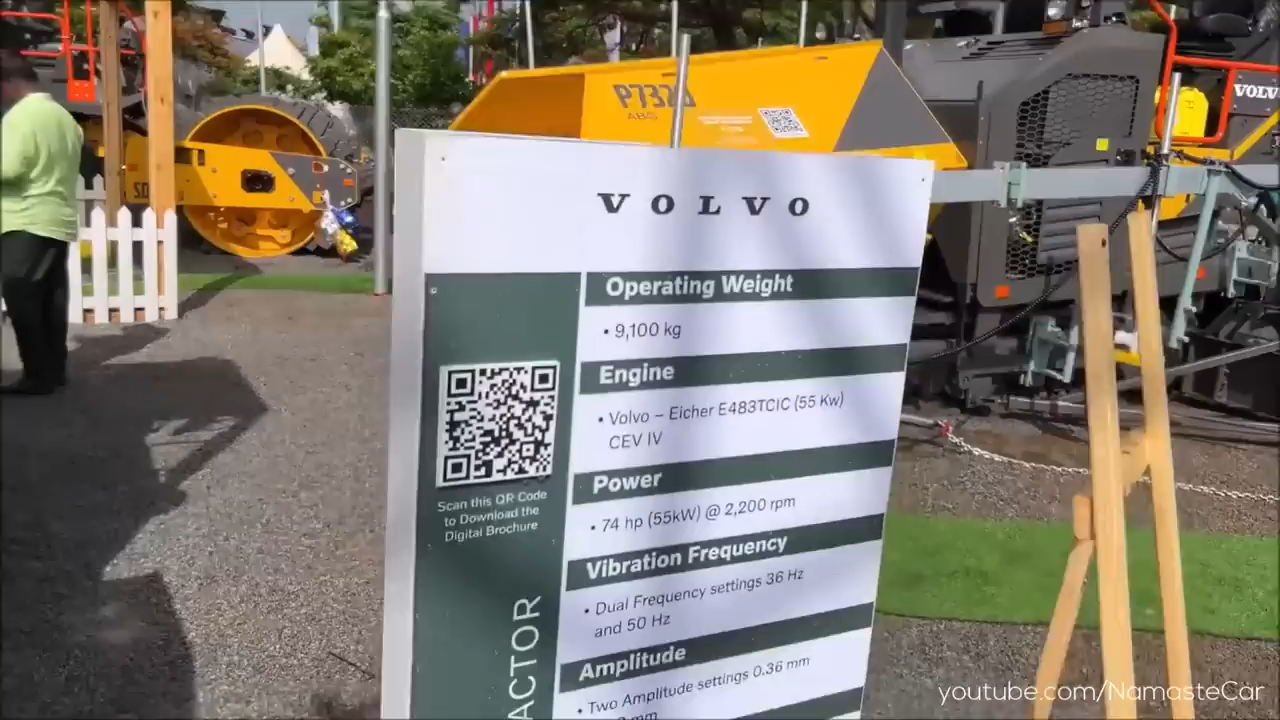 P7320
ABG
VOLVO
VOLVO
Operating Weight
• 9,100 kg
Engine
• Volvo – Eicher E483TCIC (55 Kw)
CEV IV
Power
• 74 hp (55kW) @ 2,200 rpm
Vibration Frequency
• Dual Frequency settings 36 Hz
and 50 Hz
Amplitude
• Two Amplitude settings 0.36 mm
mm
Scan this QR Code
to Download the
Digital Brochure
ACTOR
youtube.com/NamasteCar